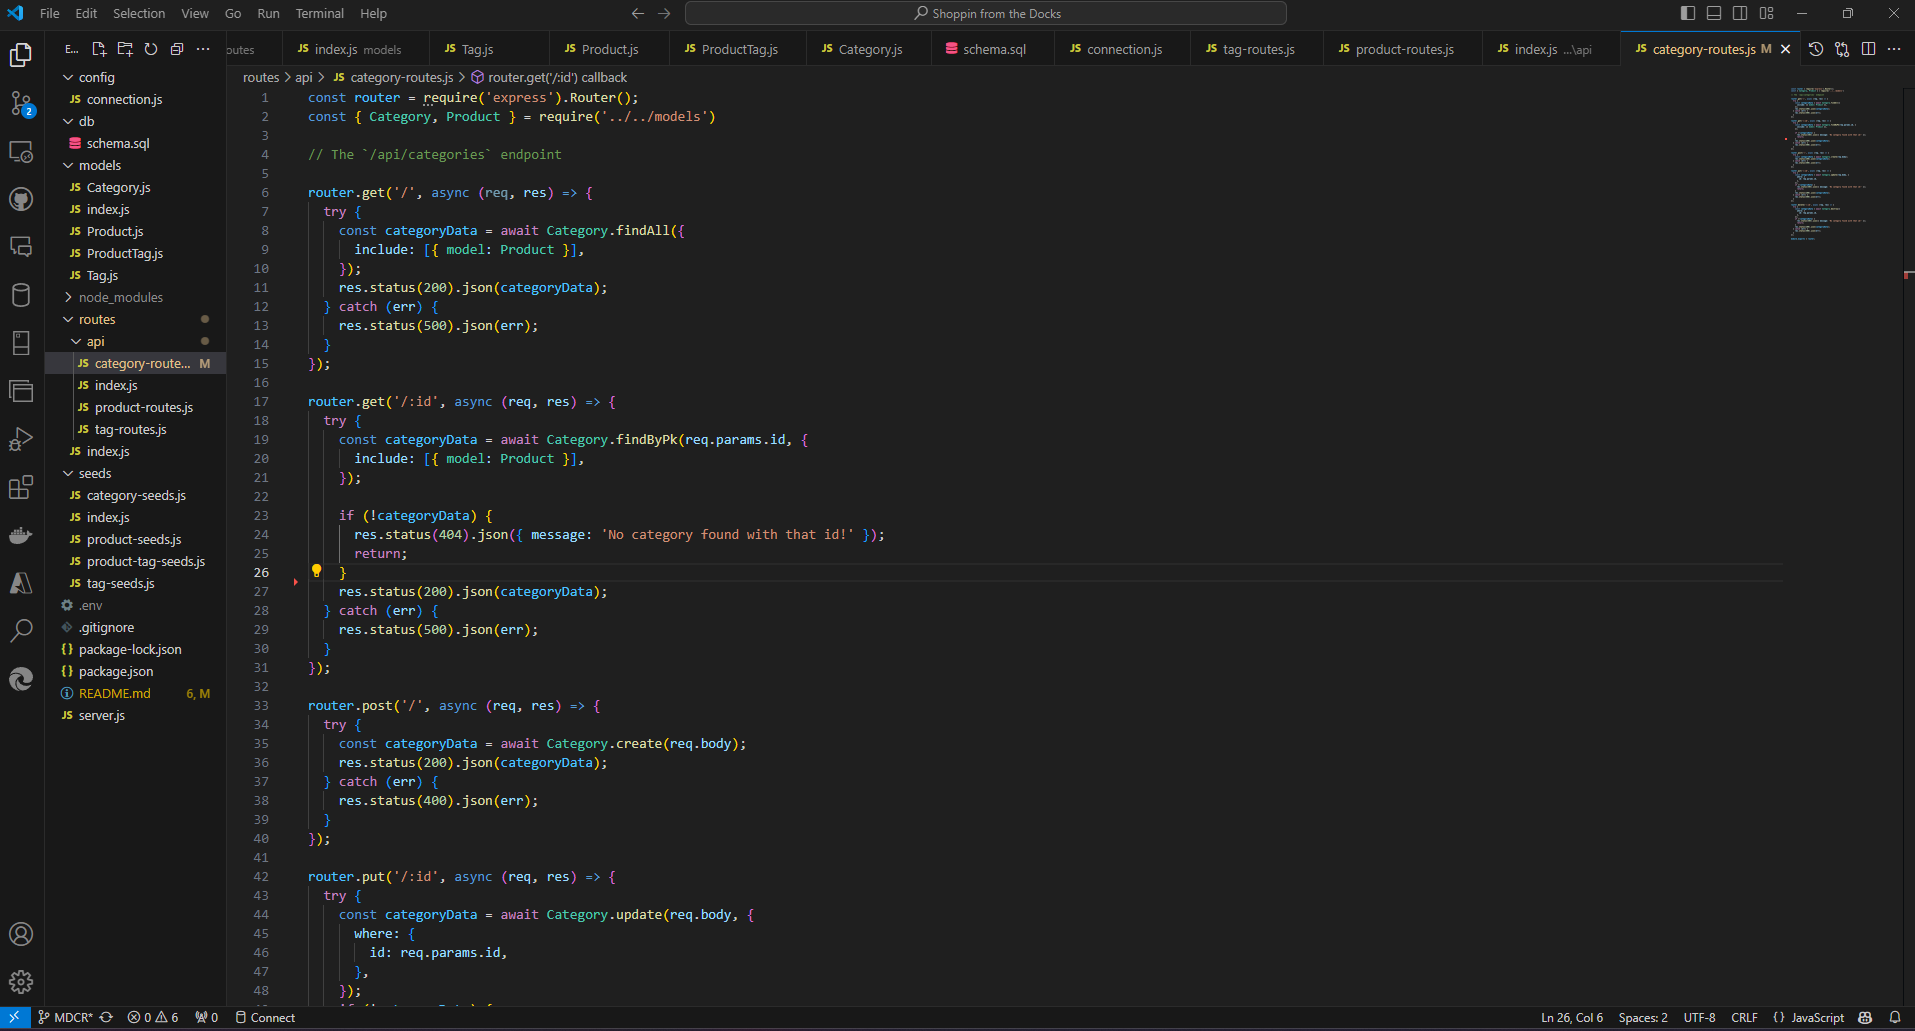 File Edit Selection View Go Run Terminal Help
Shoppin from the Docks
E...
outes
JS index.js models
JS Tag.js
JS Product.js
JS ProductTag.js
JS Category.js
schema.sql
JS connection.js
JS tag-routes.js
JS product-routes.js
JS index.js ...\api
JS category-routes.js M
routes > api > JS category-routes.js > router.get('/:id') callback
config
JS connection.js
db
schema.sql
models
JS Category.js
JS index.js
JS Product.js
JS ProductTag.js
JS Tag.js
node_modules
routes
api
JS category-route... M
JS index.js
JS product-routes.js
JS tag-routes.js
JS index.js
seeds
JS category-seeds.js
JS index.js
JS product-seeds.js
JS product-tag-seeds.js
JS tag-seeds.js
.env
.gitignore
{} package-lock.json
{} package.json
README.md 6, M
JS server.js
2
1 const router = require('express').Router();
2 const { Category, Product } = require('../../models')
3
4 // The `/api/categories` endpoint
5
6 router.get('/', async (req, res) => {
7 try {
8 const categoryData = await Category.findAll({
9 include: [{ model: Product }],
10 });
11 res.status(200).json(categoryData);
12 } catch (err) {
13 res.status(500).json(err);
14 }
15 });
16
17 router.get('/:id', async (req, res) => {
18 try {
19 const categoryData = await Category.findByPk(req.params.id, {
20 include: [{ model: Product }],
21 });
22
23 if (!categoryData) {
24 res.status(404).json({ message: 'No category found with that id!' });
25 return;
26 }
27 res.status(200).json(categoryData);
28 } catch (err) {
29 res.status(500).json(err);
30 }
31 });
32
33 router.post('/', async (req, res) => {
34 try {
35 const categoryData = await Category.create(req.body);
36 res.status(200).json(categoryData);
37 } catch (err) {
38 res.status(400).json(err);
39 }
40 });
41
42 router.put('/:id', async (req, res) => {
43 try {
44 const categoryData = await Category.update(req.body, {
45 where: {
46 id: req.params.id,
47 },
48 });
MDCR* 0 6 0 Connect
Ln 26, Col 6 Spaces: 2 UTF-8 CRLF {} JavaScript